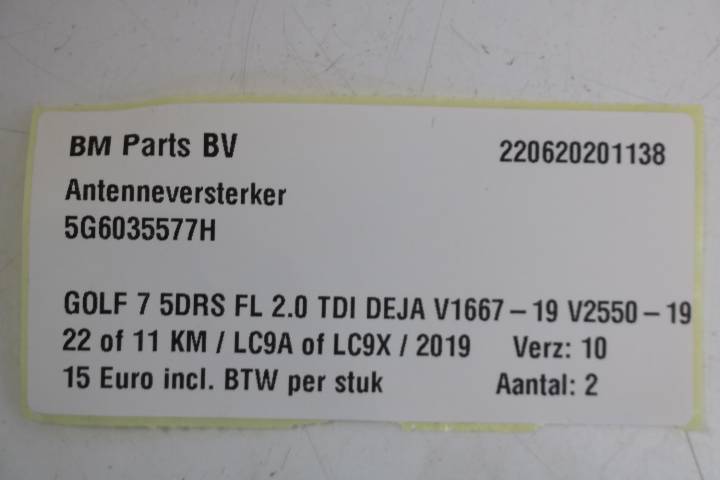 BM Parts BV 220620201138
Antenneversterker
5G6035577H
GOLF 7 5DRS FL 2.0 TDI DEJA V1667 – 19 V2550 – 19
22 of 11 KM / LC9A of LC9X / 2019 Verz: 10
15 Euro incl. BTW per stuk Aantal: 2